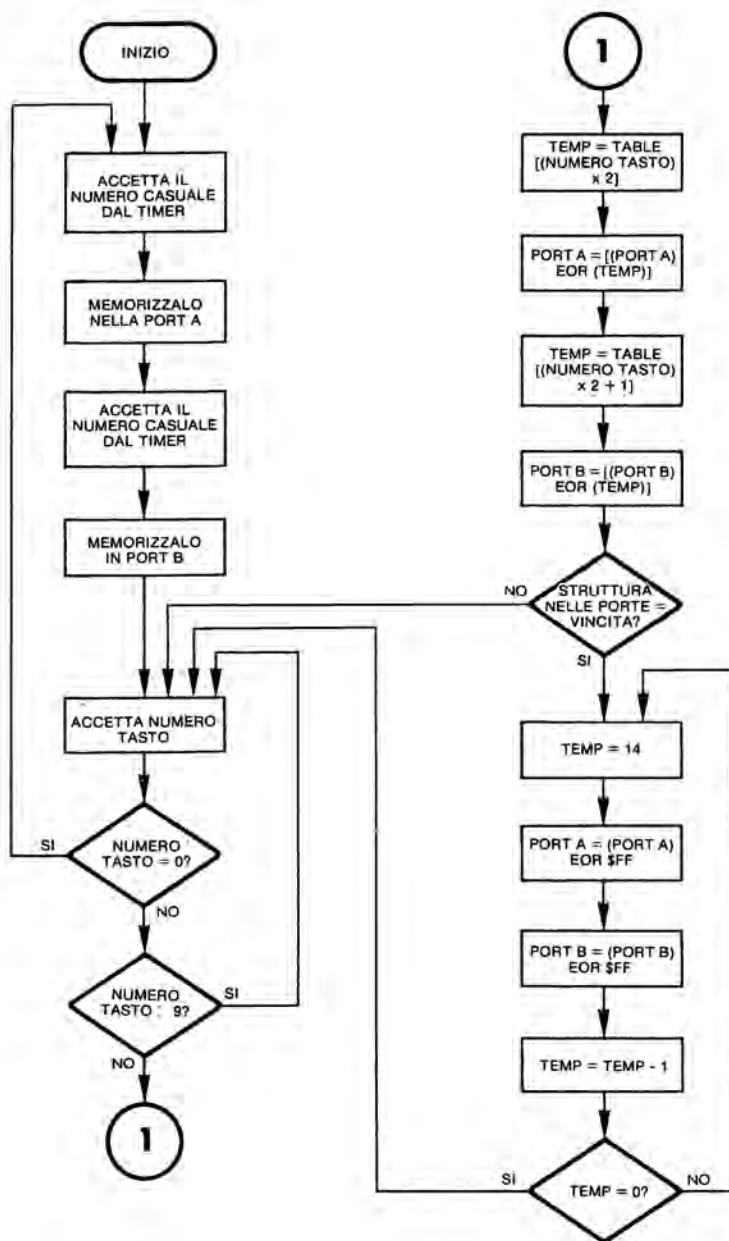 INIZIO
ACCETTA IL
NUMERO CASUALE
DAL TIMER
MEMORIZZALO
NELLA PORT A
ACCETTA IL
NUMERO CASUALE
DAL TIMER
MEMORIZZALO
IN PORT B
ACCETTA NUMERO
TASTO
NUMERO
TASTO = 0?
SI
NO
NUMERO
TASTO : 9?
SI
NO
1
1
TEMP = TABLE
[(NUMERO TASTO)
x 2]
PORT A = [(PORT A)
EOR (TEMP)]
TEMP = TABLE
[(NUMERO TASTO)
x 2 + 1]
PORT B = [(PORT B)
EOR (TEMP)]
STRUTTURA
NELLE PORTE =
VINCITA?
NO
SI
TEMP = 14
PORT A = (PORT A)
EOR $FF
PORT B = (PORT B)
EOR $FF
TEMP = TEMP - 1
TEMP = 0?
SI
NO